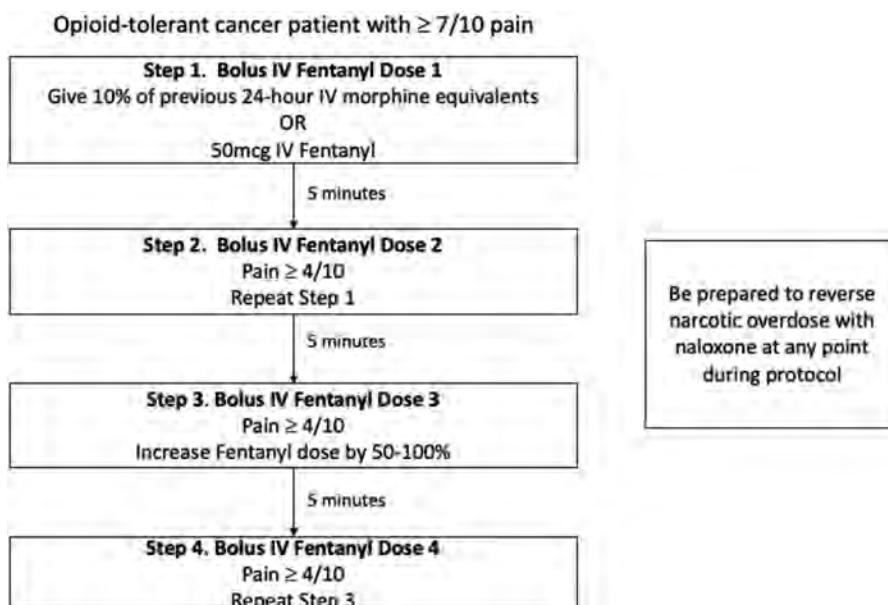 Opioid-tolerant cancer patient with ≥ 7/10 pain
Step 1. Bolus IV Fentanyl Dose 1
Give 10% of previous 24-hour IV morphine equivalents
OR
50mcg IV Fentanyl
5 minutes
Step 2. Bolus IV Fentanyl Dose 2
Pain ≥ 4/10
Repeat Step 1
5 minutes
Step 3. Bolus IV Fentanyl Dose 3
Pain ≥ 4/10
Increase Fentanyl dose by 50-100%
5 minutes
Step 4. Bolus IV Fentanyl Dose 4
Pain ≥ 4/10
Repeat Step 3
Be prepared to reverse
narcotic overdose with
naloxone at any point
during protocol